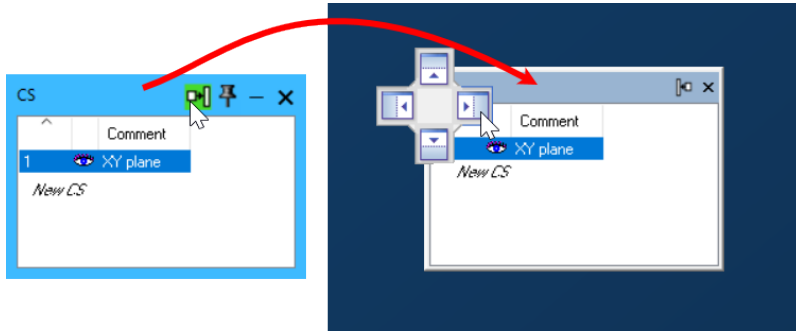 CS
Comment
1 XY plane
New CS
Comment
XY plane
New CS